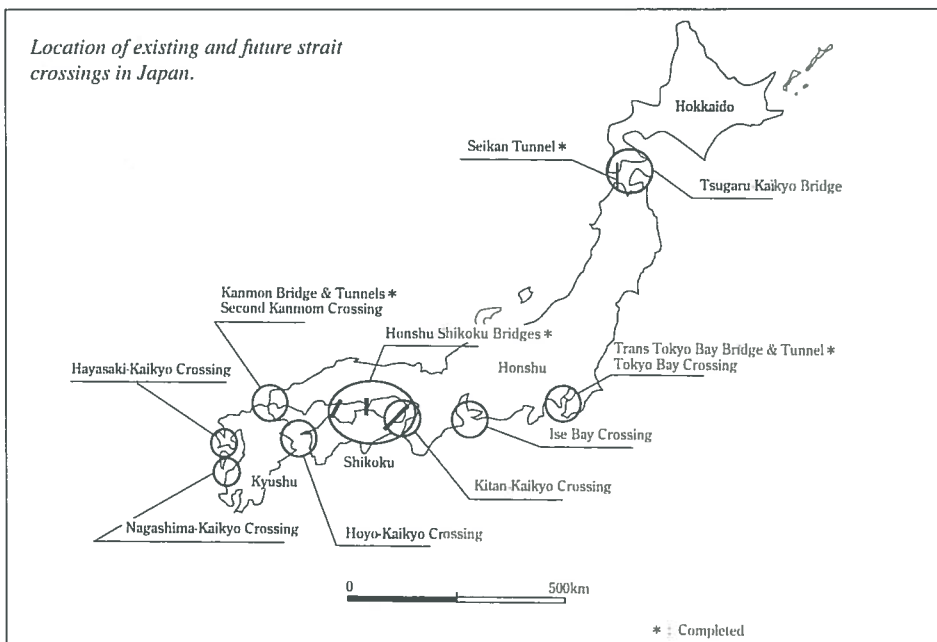 Location of existing and future strait
crossings in Japan.
Hokkaido
Seikan Tunnel *
Tsugaru-Kaikyo Bridge
Kanmon Bridge & Tunnels *
Second Kanmom Crossing
Honshu Shikoku Bridges *
Honshu
Trans Tokyo Bay Bridge & Tunnel *
Tokyo Bay Crossing
Hayasaki-Kaikyo Crossing
Ise Bay Crossing
Shikoku
Kyushu
Kitan-Kaikyo Crossing
Nagashima-Kaikyo Crossing
Hoyo-Kaikyo Crossing
0 500km
* : Completed